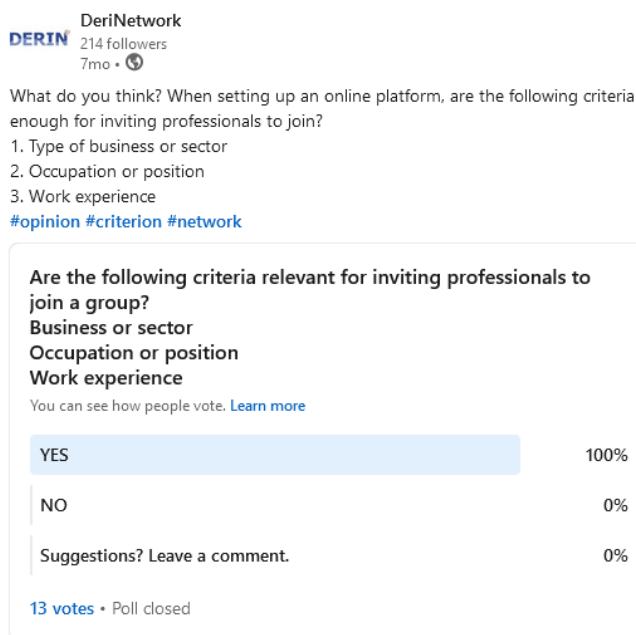 DERIN
DeriNetwork
214 followers
7mo •
What do you think? When setting up an online platform, are the following criteria
enough for inviting professionals to join?
1. Type of business or sector
2. Occupation or position
3. Work experience
#opinion #criterion #network
Are the following criteria relevant for inviting professionals to
join a group?
Business or sector
Occupation or position
Work experience
You can see how people vote. Learn more
YES 100%
NO 0%
Suggestions? Leave a comment. 0%
13 votes • Poll closed